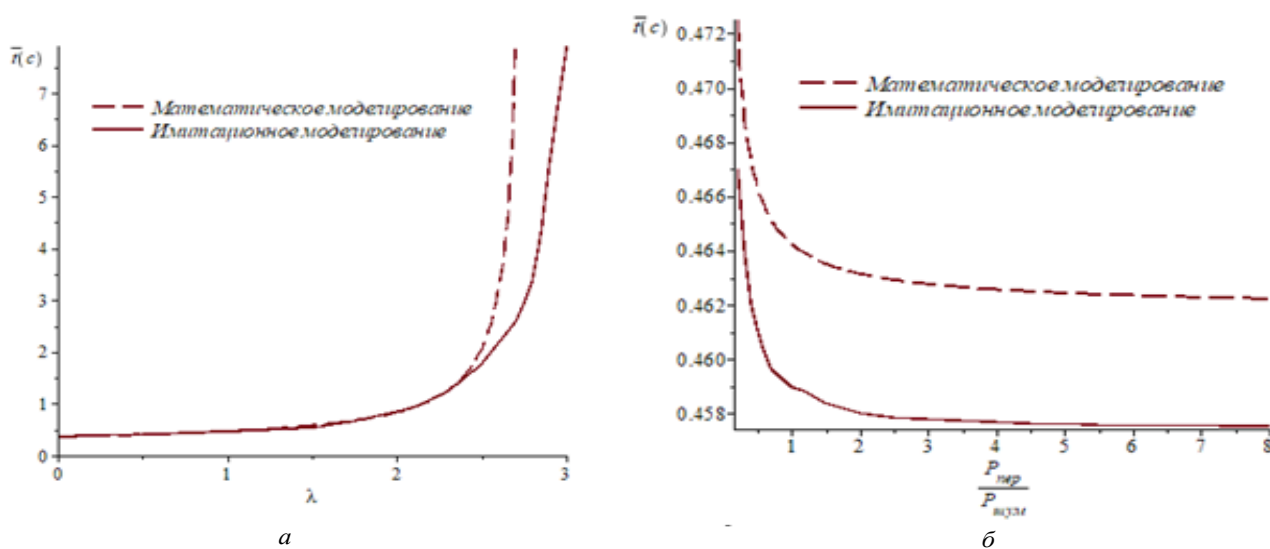 t̄(c)
7
6
5
4
3
2
1
0
Математическое моделирование
Имитационное моделирование
0 1 2 3
λ
а
t̄(c)
0.472
0.470
0.468
0.466
0.464
0.462
0.460
0.458
Математическое моделирование
Имитационное моделирование
1 2 3 4 5 6 7 8
Pпер
Pшум
б